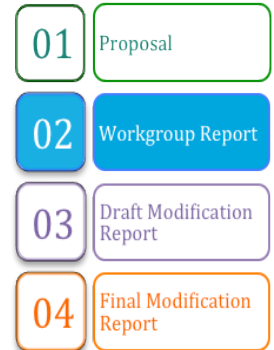 01 Proposal
02 Workgroup Report
03 Draft Modification
Report
04 Final Modification
Report